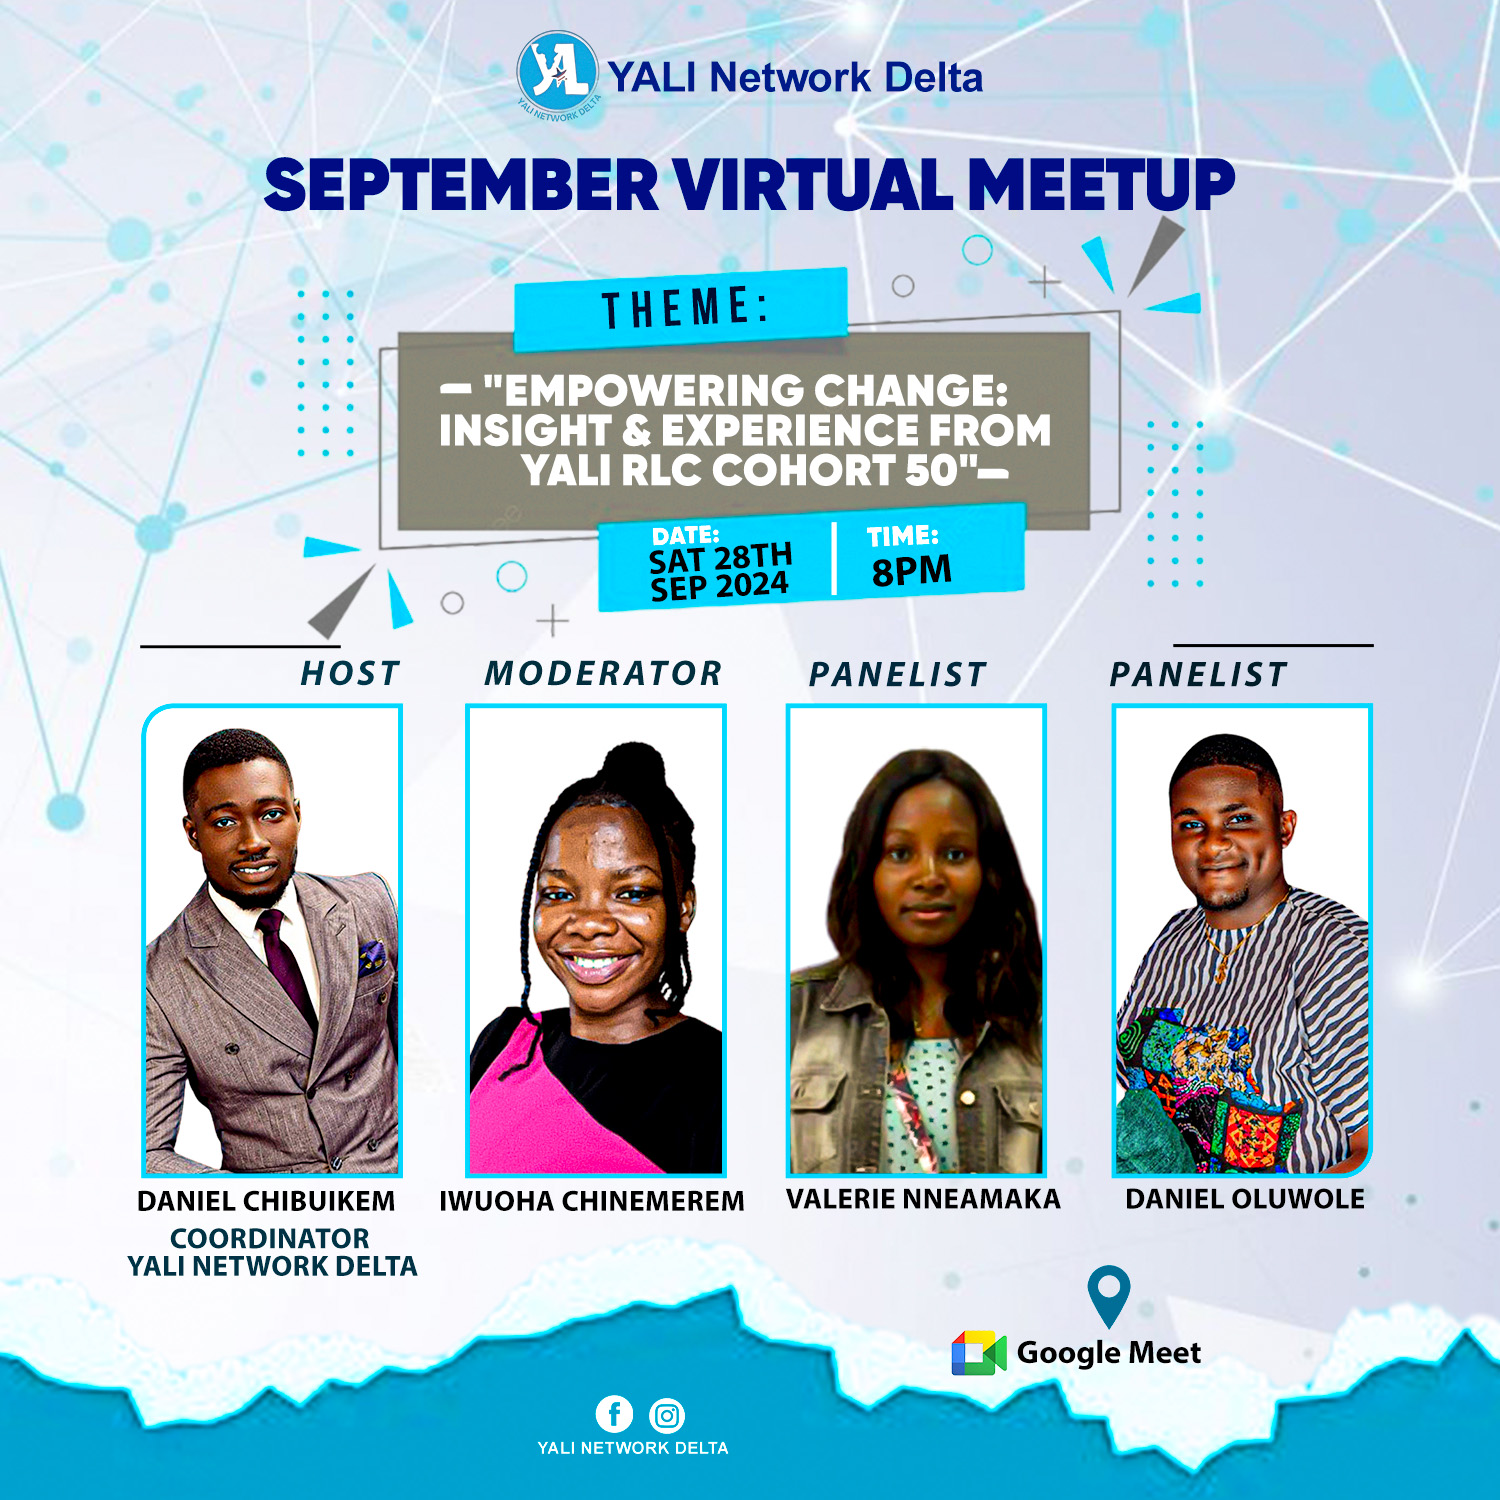 YAL
YALI NETWORK DELTA
YALI Network Delta
SEPTEMBER VIRTUAL MEETUP
THEME:
— "EMPOWERING CHANGE:
INSIGHT & EXPERIENCE FROM
YALI RLC COHORT 50"—
DATE:
SAT 28TH
SEP 2024
TIME:
8PM
HOST
MODERATOR
PANELIST
PANELIST
DANIEL CHIBUIKEM
COORDINATOR
YALI NETWORK DELTA
IWUOHA CHINEMEREM
VALERIE NNEAMAKA
DANIEL OLUWOLE
Google Meet
YALI NETWORK DELTA